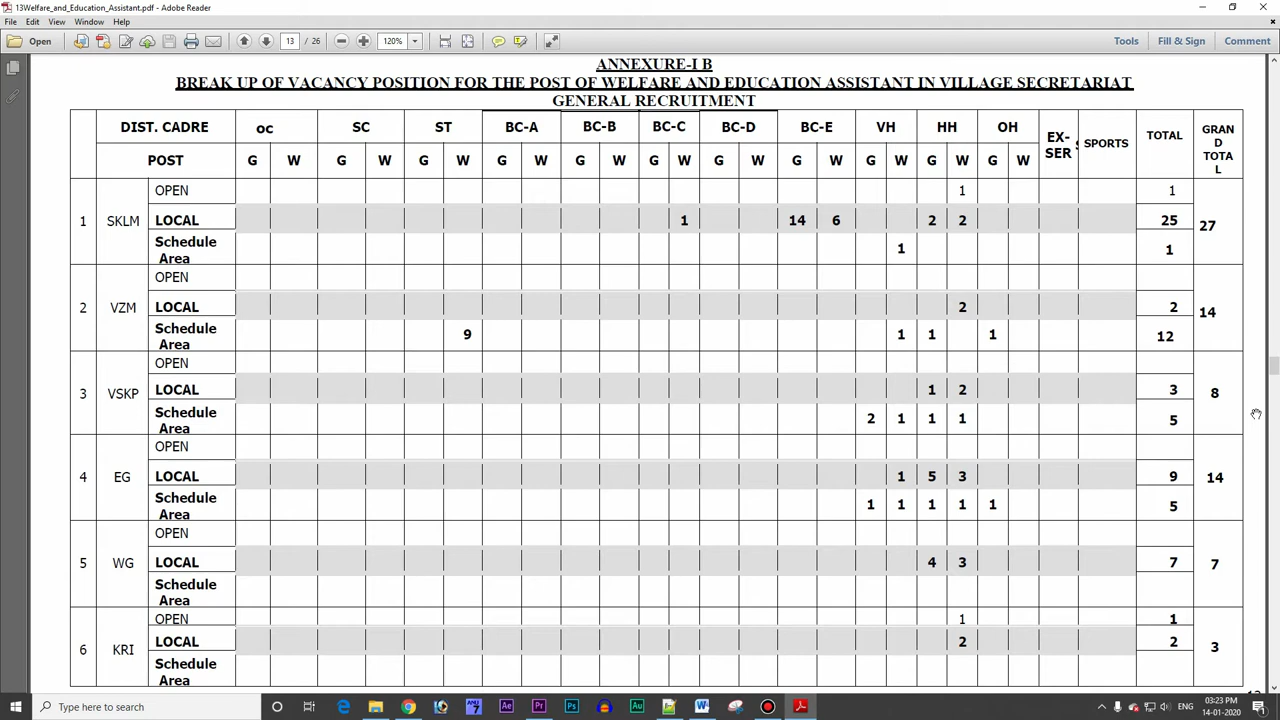 13Welfare_and_Education_Assistant.pdf - Adobe Reader
File Edit View Window Help
Open 13 / 26 120% Tools Fill & Sign Comment
ANNEXURE-I B
BREAK UP OF VACANCY POSITION FOR THE POST OF WELFARE AND EDUCATION ASSISTANT IN VILLAGE SECRETARIAT
GENERAL RECRUITMENT
DIST. CADRE OC SC ST BC-A BC-B BC-C BC-D BC-E VH HH OH EX-SER SPORTS TOTAL GRAND TOTAL
POST G W G W G W G W G W G W G W G W G W G W G W
OPEN 1 1
1 SKLM LOCAL 1 14 6 2 2 25 27
Schedule Area 1 1
OPEN
2 VZM LOCAL 2 2 14
Schedule Area 9 1 1 1 12
OPEN
3 VSKP LOCAL 1 2 3 8
Schedule Area 2 1 1 1 5
OPEN
4 EG LOCAL 1 5 3 9 14
Schedule Area 1 1 1 1 1 5
OPEN
5 WG LOCAL 4 3 7 7
Schedule Area
OPEN 1 1
6 KRI LOCAL 2 2 3
Schedule Area
Type here to search 03:23 PM
14-01-2020